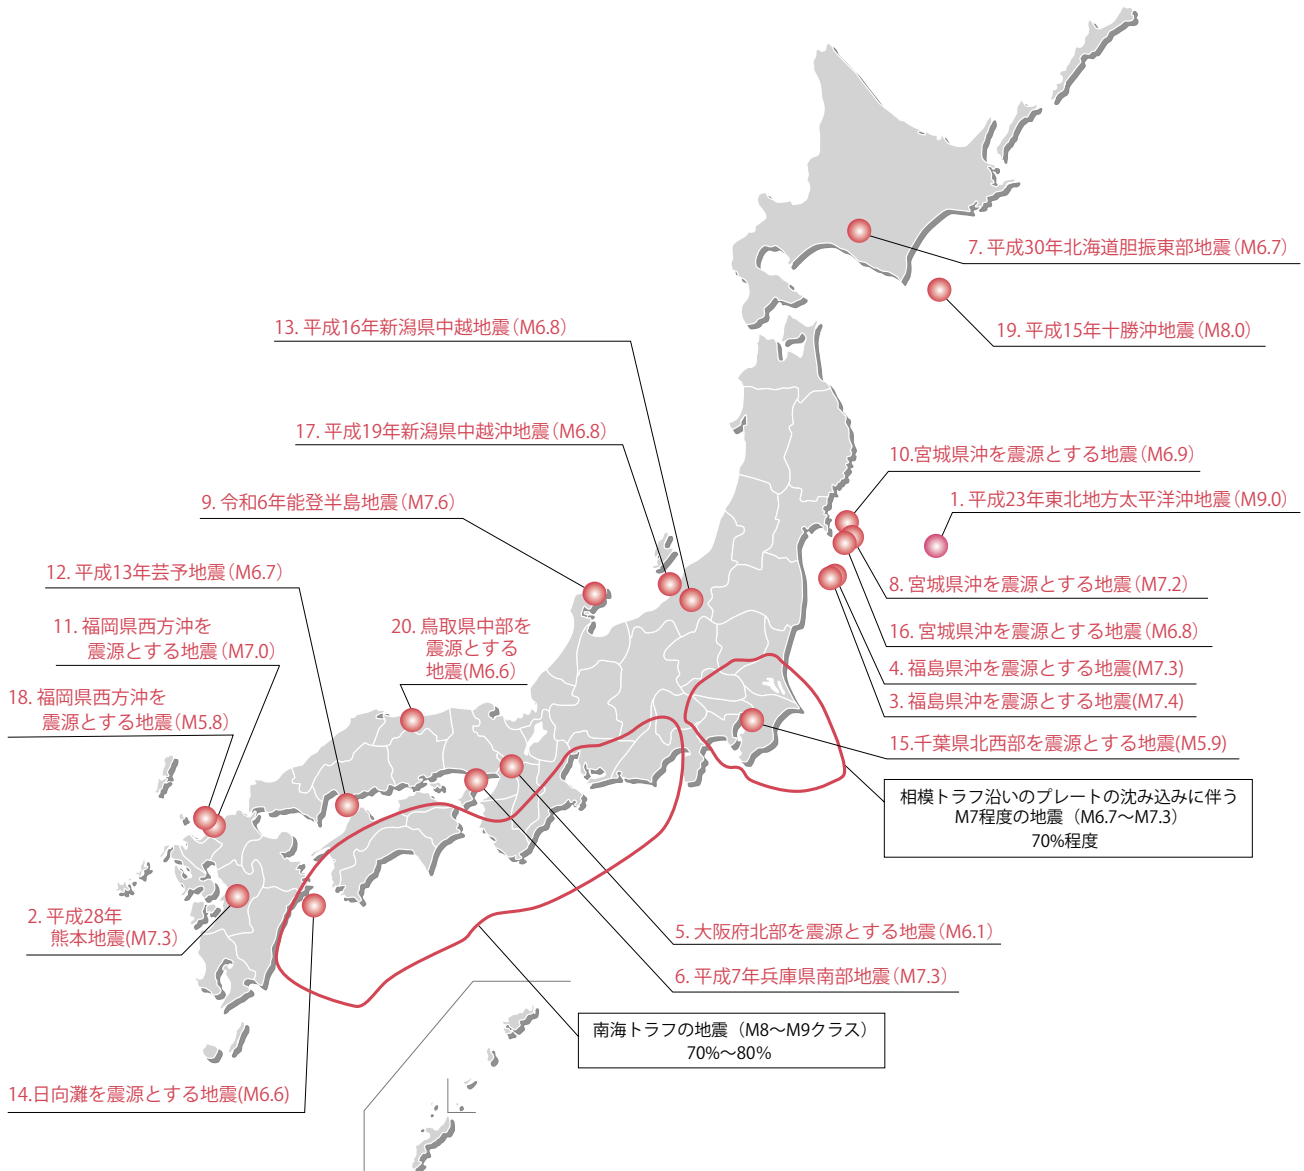 7. 平成30年北海道胆振東部地震(M6.7)
19. 平成15年十勝沖地震(M8.0)
13. 平成16年新潟県中越地震(M6.8)
17. 平成19年新潟県中越沖地震(M6.8)
10.宮城県沖を震源とする地震(M6.9)
9. 令和6年能登半島地震(M7.6)
1. 平成23年東北地方太平洋沖地震(M9.0)
12. 平成13年芸予地震(M6.7)
8. 宮城県沖を震源とする地震(M7.2)
11. 福岡県西方沖を
震源とする地震(M7.0)
20. 鳥取県中部を
震源とする
地震(M6.6)
16. 宮城県沖を震源とする地震(M6.8)
4. 福島県沖を震源とする地震(M7.3)
18. 福岡県西方沖を
震源とする地震(M5.8)
3. 福島県沖を震源とする地震(M7.4)
15.千葉県北西部を震源とする地震(M5.9)
相模トラフ沿いのプレートの沈み込みに伴う
M7程度の地震（M6.7～M7.3）
70%程度
2. 平成28年
熊本地震(M7.3)
5. 大阪府北部を震源とする地震(M6.1)
6. 平成7年兵庫県南部地震(M7.3)
南海トラフの地震（M8～M9クラス）
70%～80%
14.日向灘を震源とする地震(M6.6)